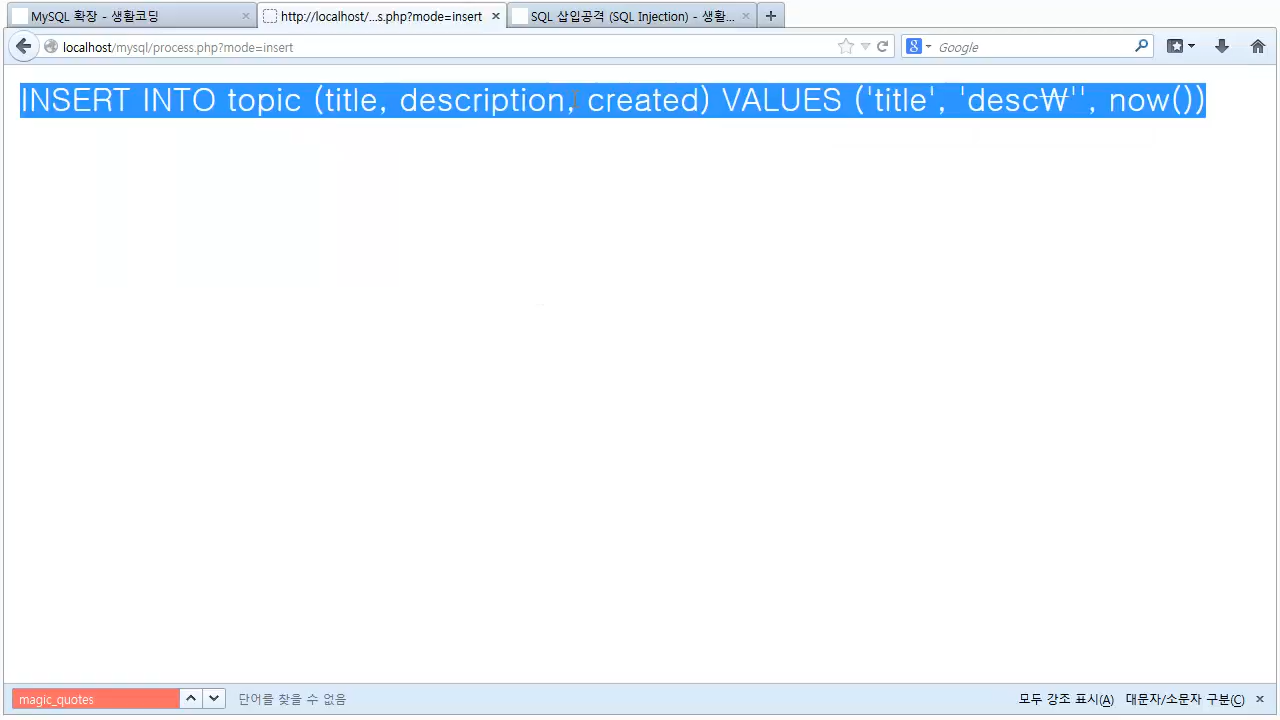 MySQL 확장 - 생활코딩
http://localhost/...s.php?mode=insert
SQL 삽입공격 (SQL Injection) - 생활...
localhost/mysql/process.php?mode=insert
Google
INSERT INTO topic (title, description, created) VALUES ('title', 'desc₩'', now())
magic_quotes
단어를 찾을 수 없음
모두 강조 표시(A)
대문자/소문자 구분(C)